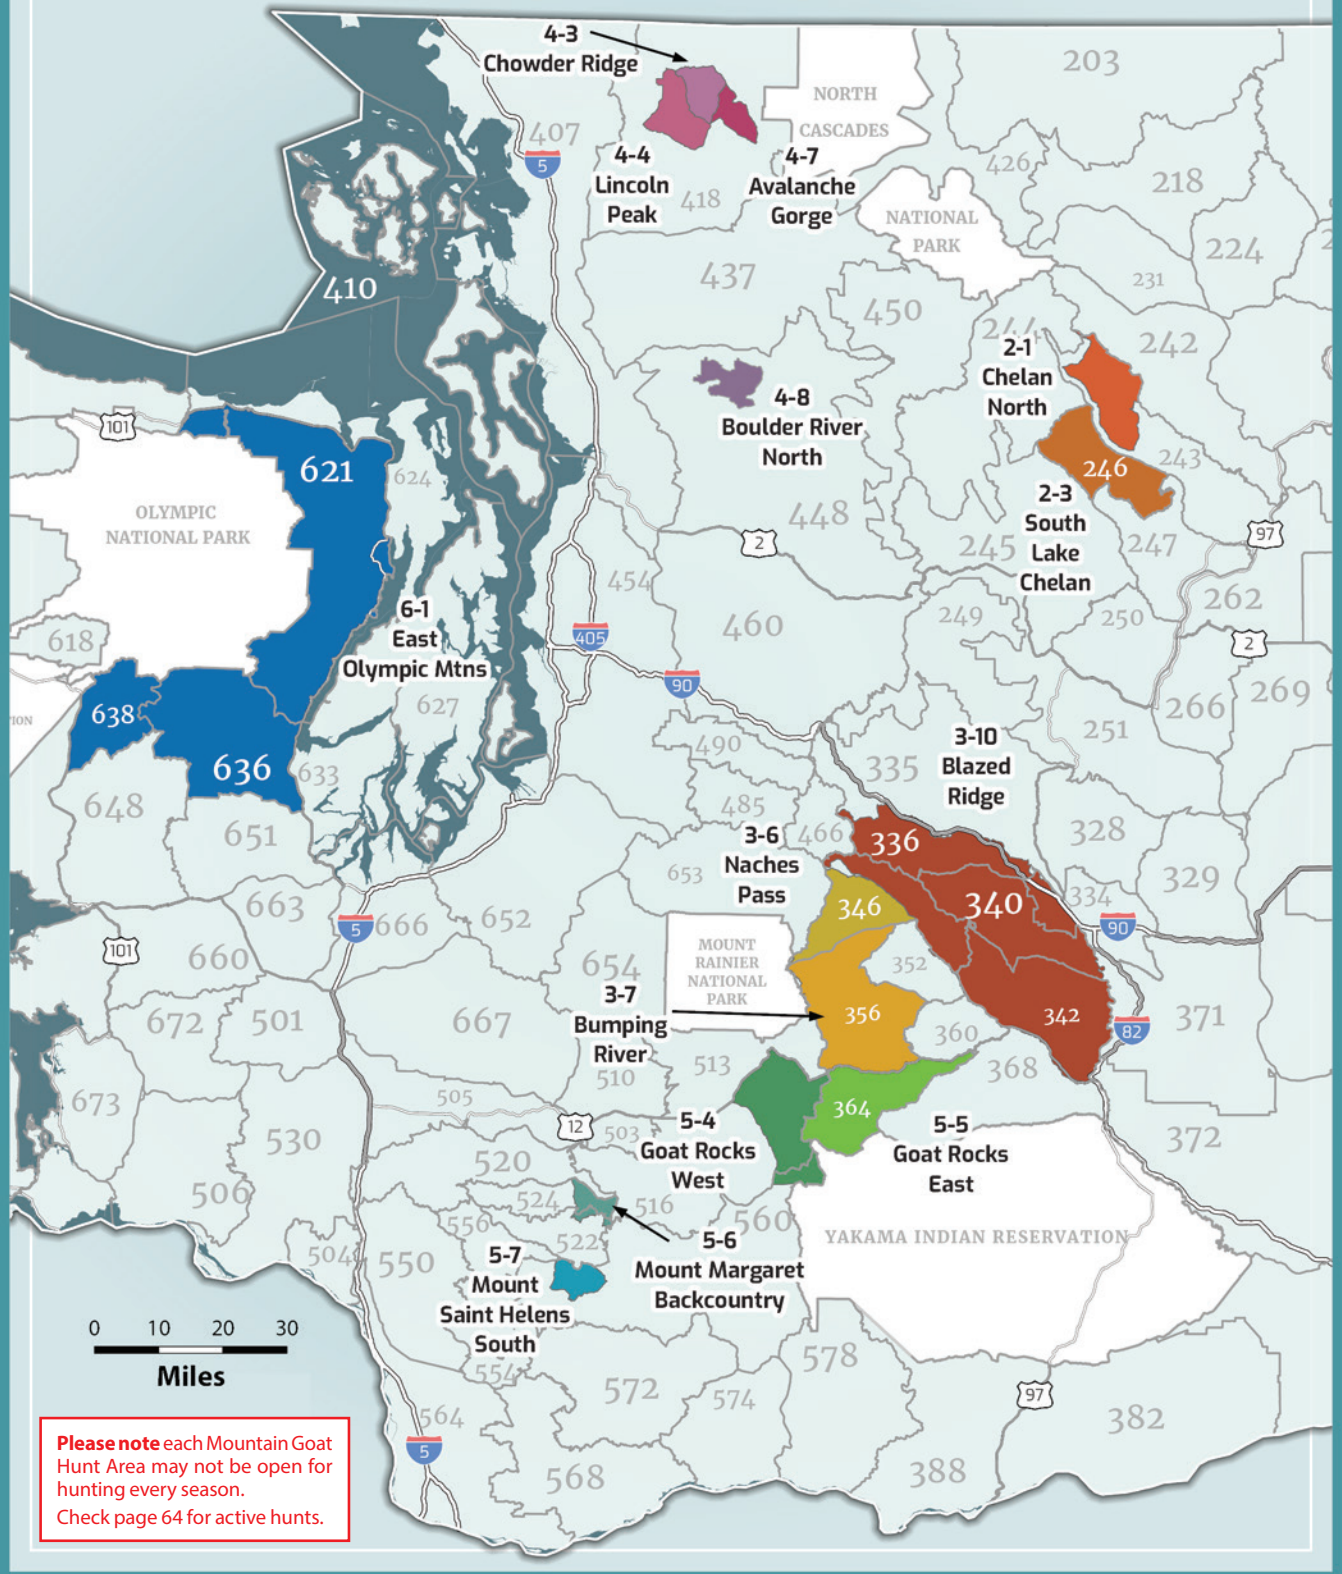 4-3
Chowder Ridge
203
NORTH
CASCADES
407
5
4-4
Lincoln
Peak
418
4-7
Avalanche
Gorge
426
218
NATIONAL
PARK
224
410
437
231
450
244
242
2-1
Chelan
North
4-8
Boulder River
North
101
621
624
246
243
OLYMPIC
NATIONAL PARK
2-3
South
Lake
Chelan
448
2
245
247
97
454
262
6-1
East
Olympic Mtns
405
460
249
250
618
2
90
627
638
266
269
251
490
3-10
Blazed
Ridge
335
636
633
648
485
466
336
328
651
3-6
Naches
Pass
653
329
334
346
340
663
5
666
652
90
101
660
654
MOUNT
RAINIER
NATIONAL
PARK
352
3-7
Bumping
River
672
501
667
356
360
342
82
371
513
510
368
673
505
364
12
503
5-4
Goat Rocks
West
5-5
Goat Rocks
East
530
372
520
506
524
516
556
560
522
YAKAMA INDIAN RESERVATION
504
550
5-7
Mount
Saint Helens
South
5-6
Mount Margaret
Backcountry
0 10 20 30
Miles
578
554
572
574
97
564
382
5
568
388
Please note each Mountain Goat
Hunt Area may not be open for
hunting every season.
Check page 64 for active hunts.